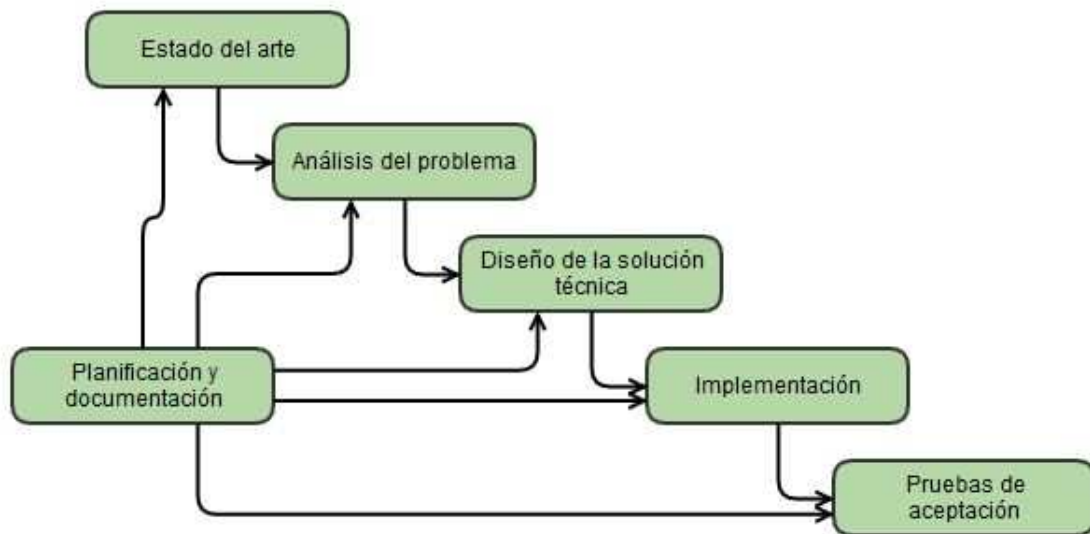 Estado del arte
Análisis del problema
Diseño de la solución
técnica
Planificación y
documentación
Implementación
Pruebas de
aceptación